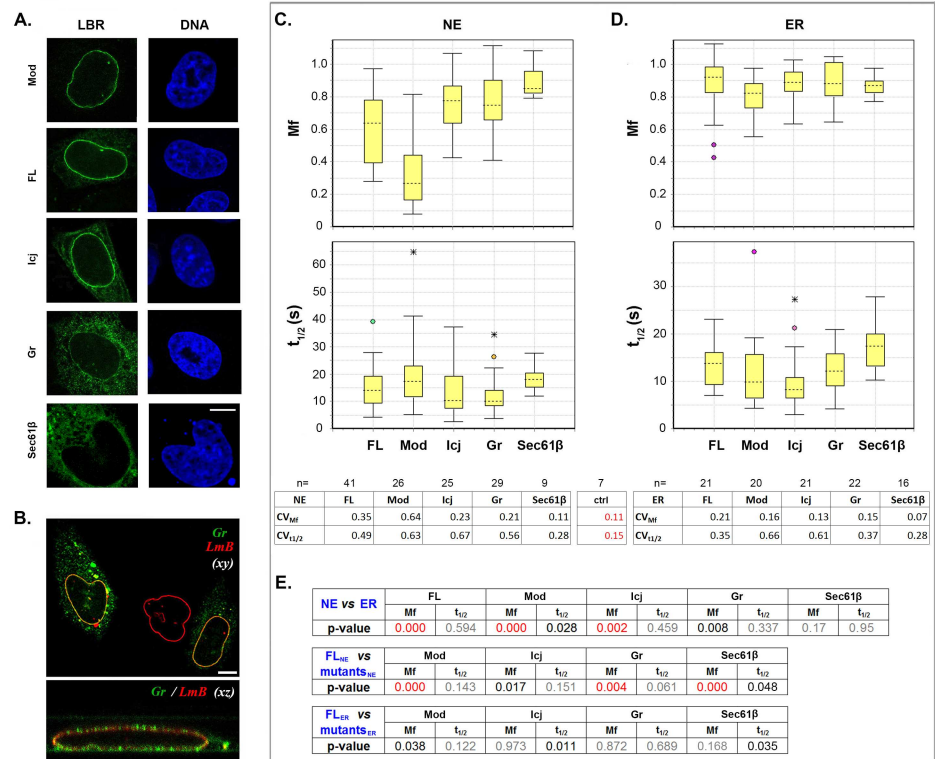 A.
LBR DNA
Mod
FL
Icj
Gr
Sec61β
B.
Gr
LmB
(xy)
Gr / LmB (xz)
C. NE
Mf
1.0
0.8
0.6
0.4
0.2
0
t1/2 (s)
60
50
40
30
20
10
0
FL Mod Icj Gr Sec61β
n= 41 26 25 29 9 7
NE FL Mod Icj Gr Sec61β ctrl
CVMf 0.35 0.64 0.23 0.21 0.11 0.11
CVt1/2 0.49 0.63 0.67 0.56 0.28 0.15
D. ER
Mf
1.0
0.8
0.6
0.4
0.2
0
t1/2 (s)
30
20
10
0
FL Mod Icj Gr Sec61β
n= 21 20 21 22 16
ER FL Mod Icj Gr Sec61β
CVMf 0.21 0.16 0.13 0.15 0.07
CVt1/2 0.35 0.66 0.61 0.37 0.28
E.
NE vs ER FL Mod Icj Gr Sec61β
Mf t1/2 Mf t1/2 Mf t1/2 Mf t1/2 Mf t1/2
p-value 0.000 0.594 0.000 0.028 0.002 0.459 0.008 0.337 0.17 0.95
FLNE vs mutantsNE Mod Icj Gr Sec61β
Mf t1/2 Mf t1/2 Mf t1/2 Mf t1/2
p-value 0.000 0.143 0.017 0.151 0.004 0.061 0.000 0.048
FLER vs mutantsER Mod Icj Gr Sec61β
Mf t1/2 Mf t1/2 Mf t1/2 Mf t1/2
p-value 0.038 0.122 0.973 0.011 0.872 0.689 0.168 0.035